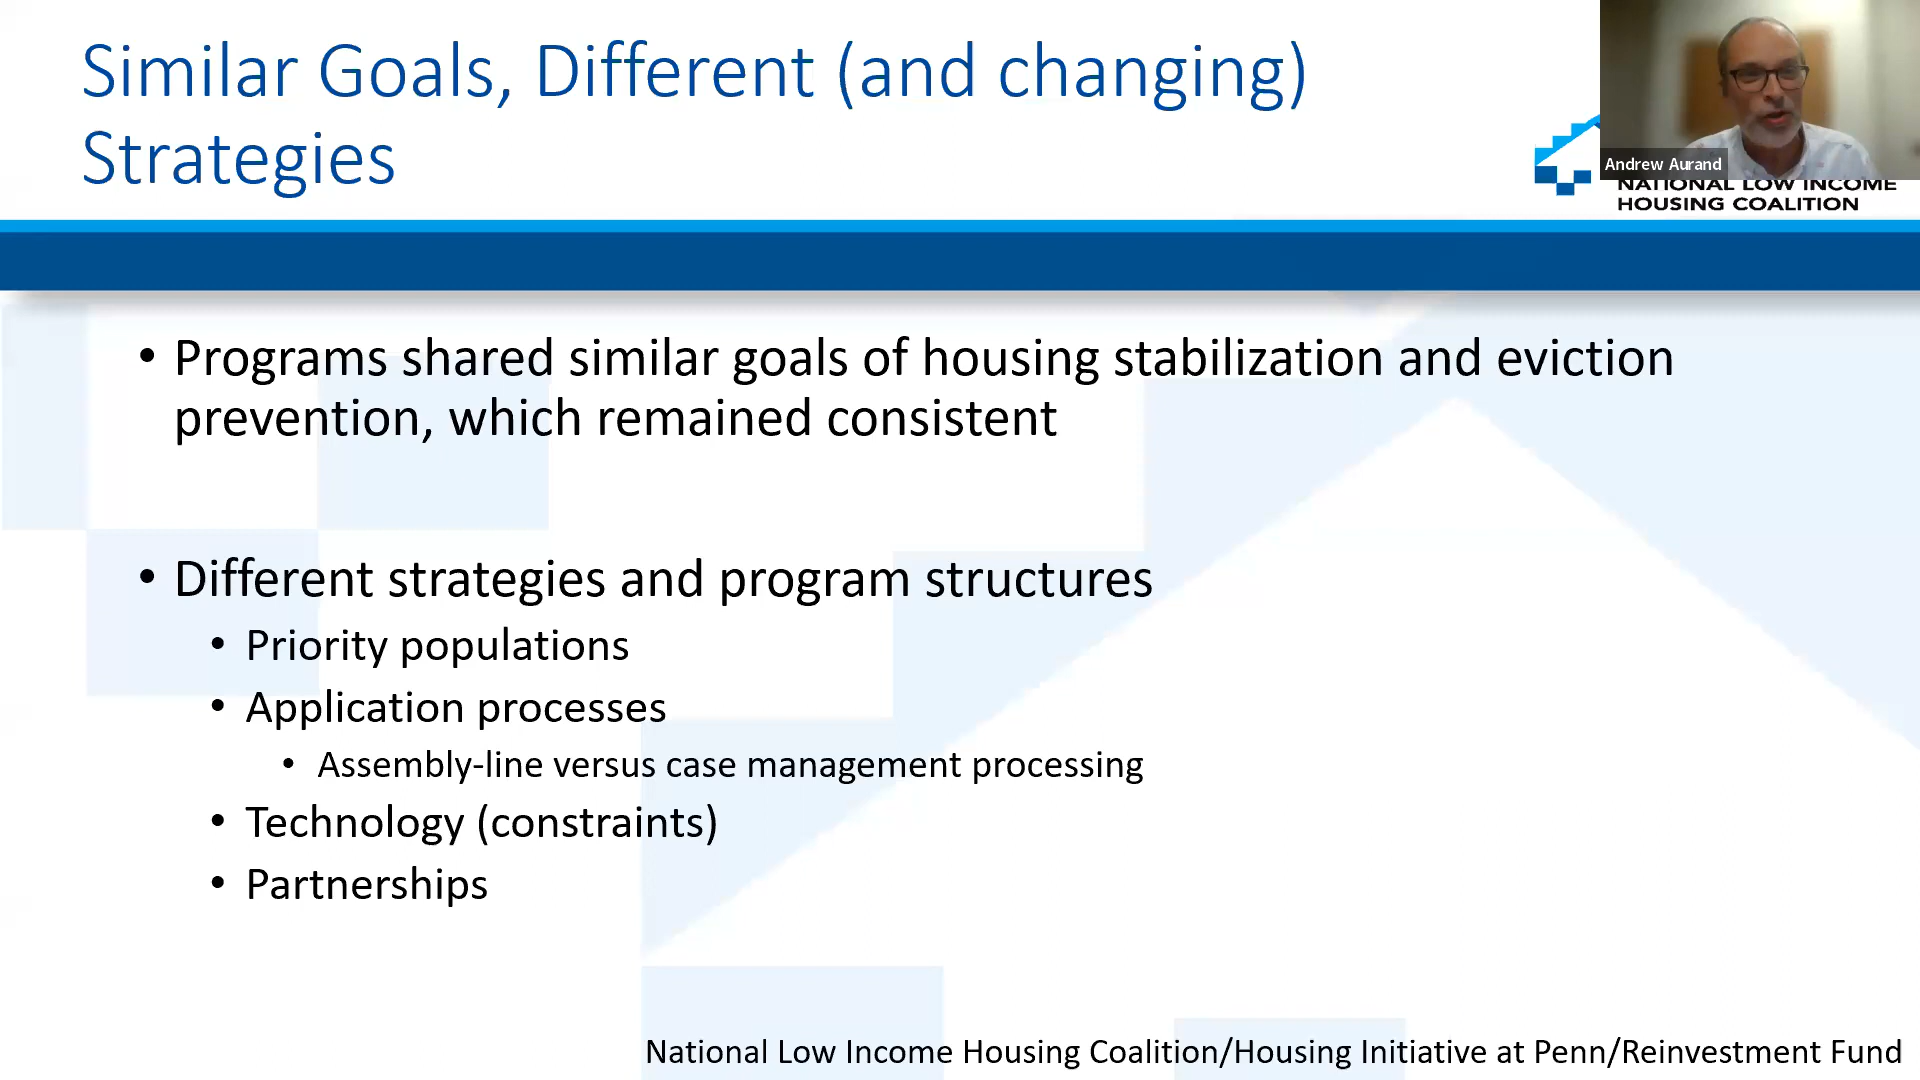 Similar Goals, Different (and changing)
Strategies
Andrew Aurand
NATIONAL LOW INCOME
HOUSING COALITION
• Programs shared similar goals of housing stabilization and eviction
prevention, which remained consistent
• Different strategies and program structures
• Priority populations
• Application processes
• Assembly-line versus case management processing
• Technology (constraints)
• Partnerships
National Low Income Housing Coalition/Housing Initiative at Penn/Reinvestment Fund